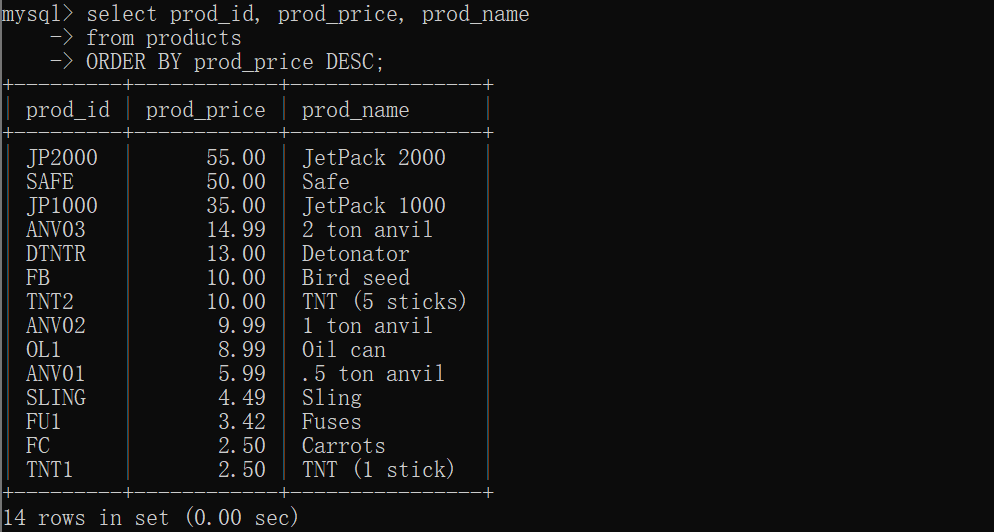 mysql> select prod_id, prod_price, prod_name
    -> from products
    -> ORDER BY prod_price DESC;
+---------+------------+----------------+
| prod_id | prod_price | prod_name      |
+---------+------------+----------------+
| JP2000  |      55.00 | JetPack 2000   |
| SAFE    |      50.00 | Safe           |
| JP1000  |      35.00 | JetPack 1000   |
| ANV03   |      14.99 | 2 ton anvil    |
| DTNTR   |      13.00 | Detonator      |
| FB      |      10.00 | Bird seed      |
| TNT2    |      10.00 | TNT (5 sticks) |
| ANV02   |       9.99 | 1 ton anvil    |
| OL1     |       8.99 | Oil can        |
| ANV01   |       5.99 | .5 ton anvil   |
| SLING   |       4.49 | Sling          |
| FU1     |       3.42 | Fuses          |
| FC      |       2.50 | Carrots        |
| TNT1    |       2.50 | TNT (1 stick)  |
+---------+------------+----------------+
14 rows in set (0.00 sec)